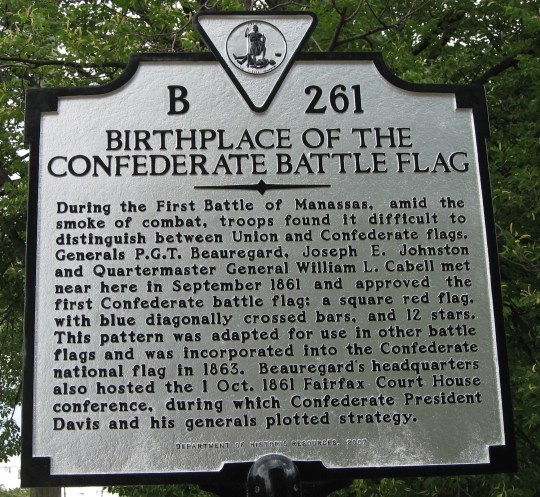 B 261
BIRTHPLACE OF THE
CONFEDERATE BATTLE FLAG
During the First Battle of Manassas, amid the
smoke of combat, troops found it difficult to
distinguish between Union and Confederate flags.
Generals P.G.T. Beauregard, Joseph E. Johnston
and Quartermaster General William L. Cabell met
near here in September 1861 and approved the
first Confederate battle flag: a square red flag,
with blue diagonally crossed bars, and 12 stars.
This pattern was adapted for use in other battle
flags and was incorporated into the Confederate
national flag in 1863. Beauregard's headquarters
also hosted the 1 Oct. 1861 Fairfax Court House
conference, during which Confederate President
Davis and his generals plotted strategy.
DEPARTMENT OF HISTORIC RESOURCES, 2007